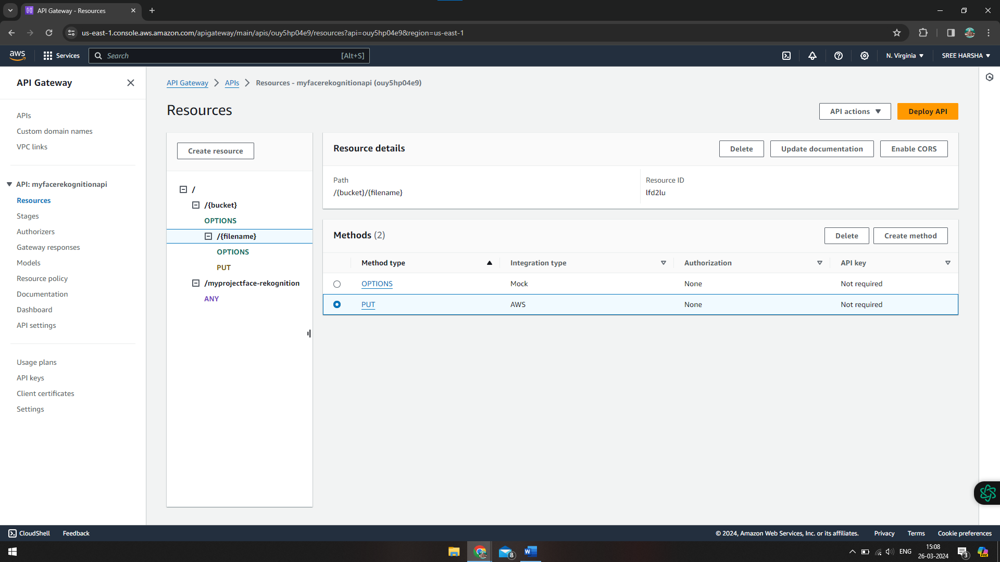 API Gateway - Resources
us-east-1.console.aws.amazon.com/apigateway/main/apis/ouy5hp04e9/resources?api=ouy5hp04e9&region=us-east-1
aws
Services
Search
[Alt+S]
N. Virginia
SREE HARSHA
API Gateway
APIs
Custom domain names
VPC links
API: myfacerekognitionapi
Resources
Stages
Authorizers
Gateway responses
Models
Resource policy
Documentation
Dashboard
API settings
Usage plans
API keys
Client certificates
Settings
API Gateway > APIs > Resources - myfacerekognitionapi (ouy5hp04e9)
Resources
API actions
Deploy API
Create resource
/
/{bucket}
OPTIONS
/{filename}
OPTIONS
PUT
/myprojectface-rekognition
ANY
Resource details
Delete
Update documentation
Enable CORS
Path
/{bucket}/{filename}
Resource ID
lfd2lu
Methods (2)
Delete
Create method
Method type Integration type Authorization API key
OPTIONS Mock None Not required
PUT AWS None Not required
CloudShell
Feedback
© 2024, Amazon Web Services, Inc. or its affiliates.
Privacy
Terms
Cookie preferences
8
W
ENG
15:08
26-03-2024
3
PRE